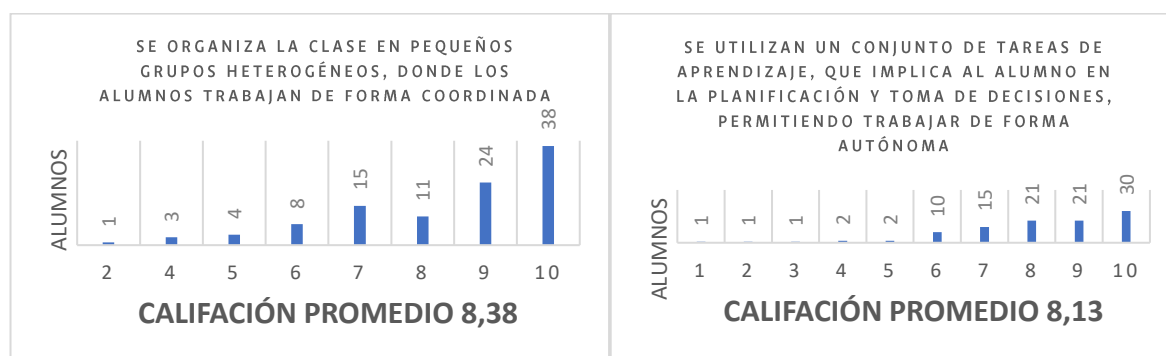 SE ORGANIZA LA CLASE EN PEQUEÑOS
GRUPOS HETEROGÉNEOS, DONDE LOS
ALUMNOS TRABAJAN DE FORMA COORDINADA
ALUMNOS
1 3 4 8 15 11 24 38
2 4 5 6 7 8 9 10
CALIFACIÓN PROMEDIO 8,38
SE UTILIZAN UN CONJUNTO DE TAREAS DE
APRENDIZAJE, QUE IMPLICA AL ALUMNO EN
LA PLANIFICACIÓN Y TOMA DE DECISIONES,
PERMITIENDO TRABAJAR DE FORMA
AUTÓNOMA
ALUMNOS
1 1 1 2 2 10 15 21 21 30
1 2 3 4 5 6 7 8 9 10
CALIFACIÓN PROMEDIO 8,13